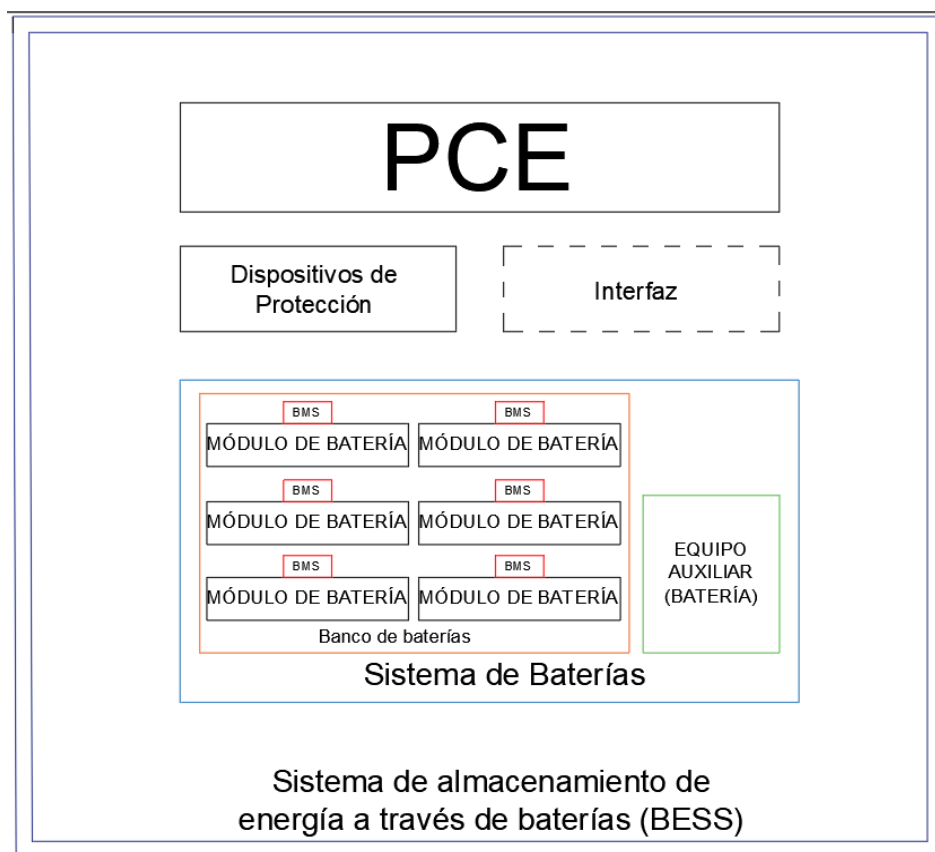 PCE
Dispositivos de
Protección
Interfaz
BMS
BMS
MÓDULO DE BATERÍA
MÓDULO DE BATERÍA
BMS
BMS
MÓDULO DE BATERÍA
MÓDULO DE BATERÍA
BMS
BMS
MÓDULO DE BATERÍA
MÓDULO DE BATERÍA
Banco de baterías
EQUIPO
AUXILIAR
(BATERÍA)
Sistema de Baterías
Sistema de almacenamiento de
energía a través de baterías (BESS)